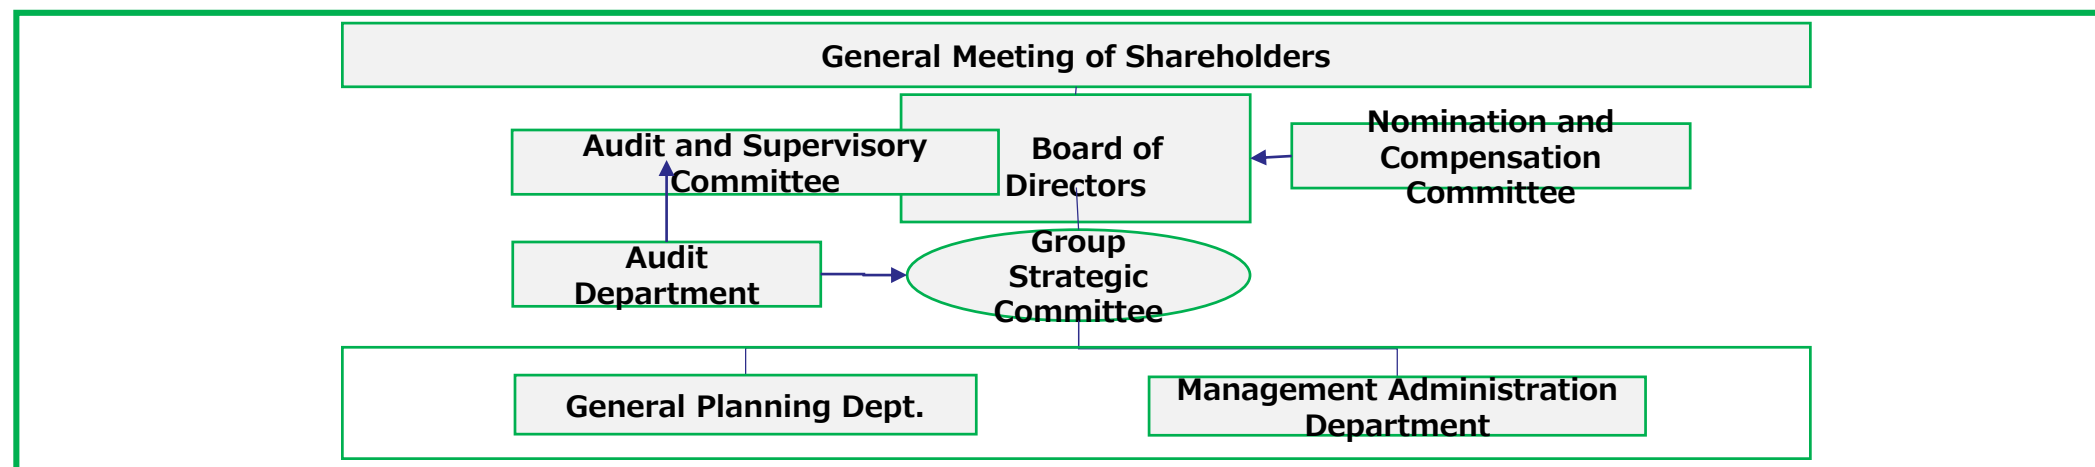 General Meeting of Shareholders
Audit and Supervisory
Committee
Board of
Directors
Nomination and
Compensation
Committee
Audit
Department
Group
Strategic
Committee
General Planning Dept.
Management Administration
Department